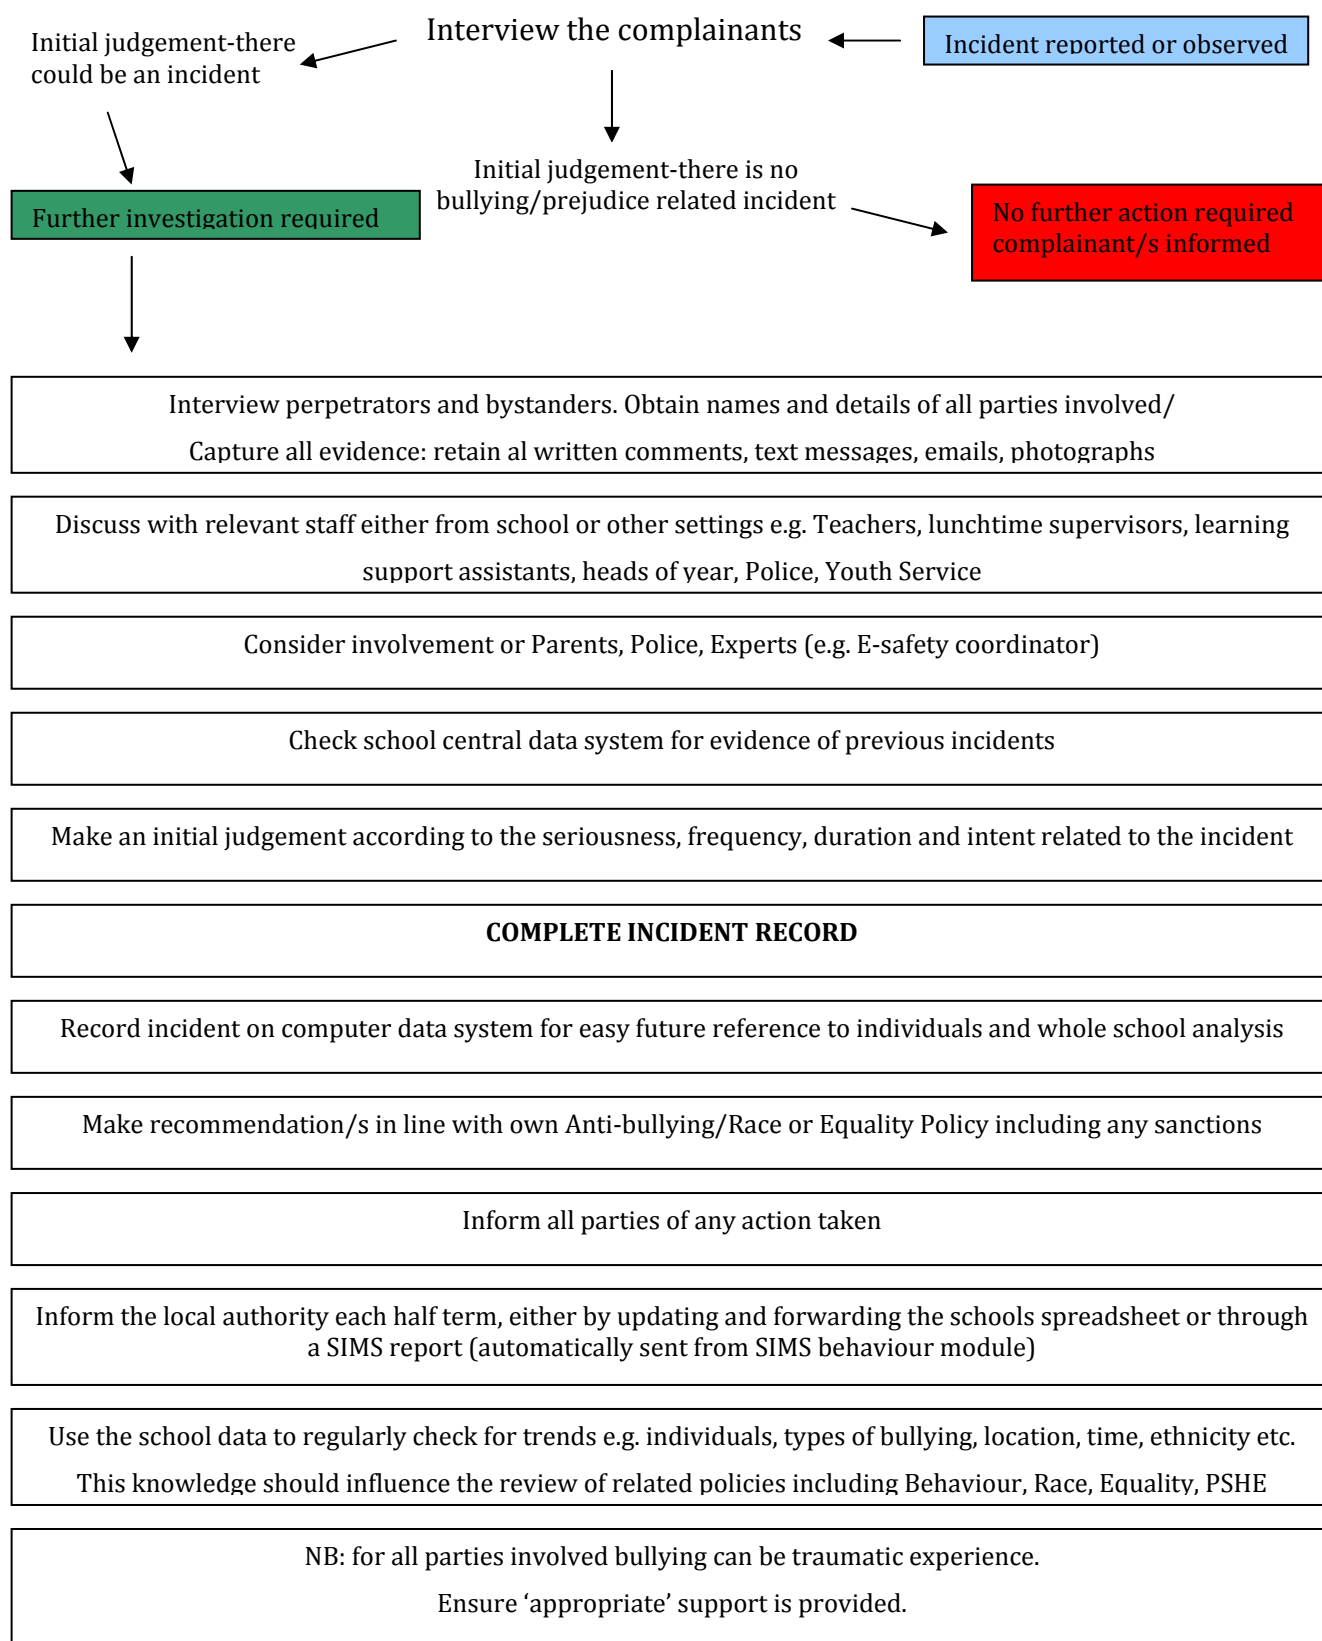 Incident reported or observed
Interview the complainants
Initial judgement-there
could be an incident
Initial judgement-there is no
bullying/prejudice related incident
Further investigation required
No further action required
complainant/s informed
Interview perpetrators and bystanders. Obtain names and details of all parties involved/
Capture all evidence: retain al written comments, text messages, emails, photographs
Discuss with relevant staff either from school or other settings e.g. Teachers, lunchtime supervisors, learning
support assistants, heads of year, Police, Youth Service
Consider involvement or Parents, Police, Experts (e.g. E-safety coordinator)
Check school central data system for evidence of previous incidents
Make an initial judgement according to the seriousness, frequency, duration and intent related to the incident
COMPLETE INCIDENT RECORD
Record incident on computer data system for easy future reference to individuals and whole school analysis
Make recommendation/s in line with own Anti-bullying/Race or Equality Policy including any sanctions
Inform all parties of any action taken
Inform the local authority each half term, either by updating and forwarding the schools spreadsheet or through
a SIMS report (automatically sent from SIMS behaviour module)
Use the school data to regularly check for trends e.g. individuals, types of bullying, location, time, ethnicity etc.
This knowledge should influence the review of related policies including Behaviour, Race, Equality, PSHE
NB: for all parties involved bullying can be traumatic experience.
Ensure ‘appropriate’ support is provided.